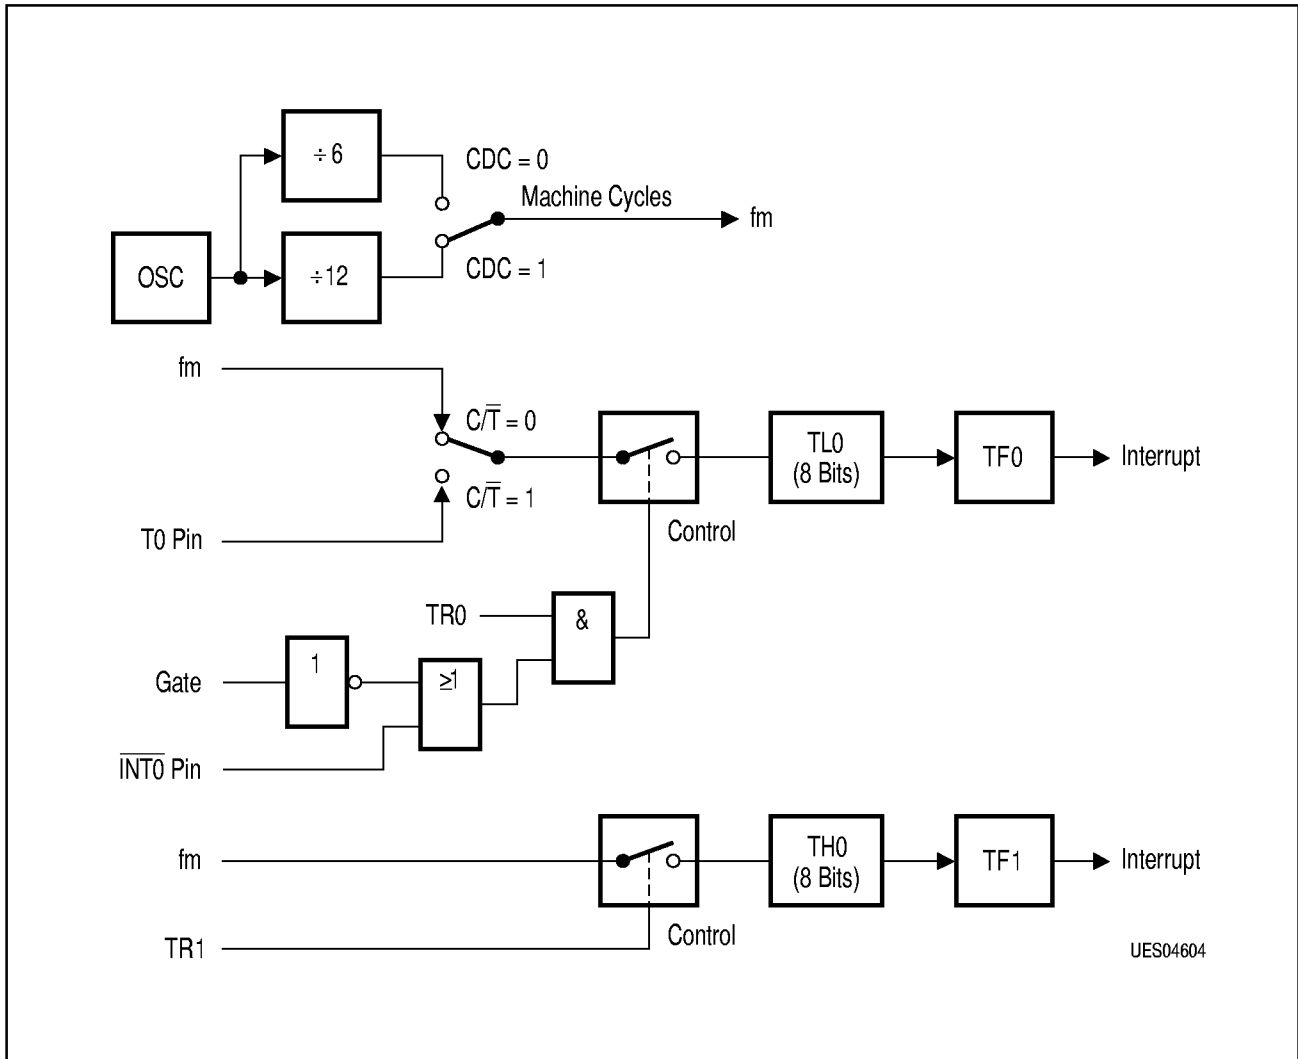 ÷ 6
CDC = 0
Machine Cycles
fm
OSC
÷ 12
CDC = 1
fm
C/T̅ = 0
TL0
(8 Bits)
TF0
Interrupt
C/T̅ = 1
T0 Pin
Control
TR0
&
Gate
1
≥1
I̅N̅T̅0̅ Pin
fm
TH0
(8 Bits)
TF1
Interrupt
Control
TR1
UES04604